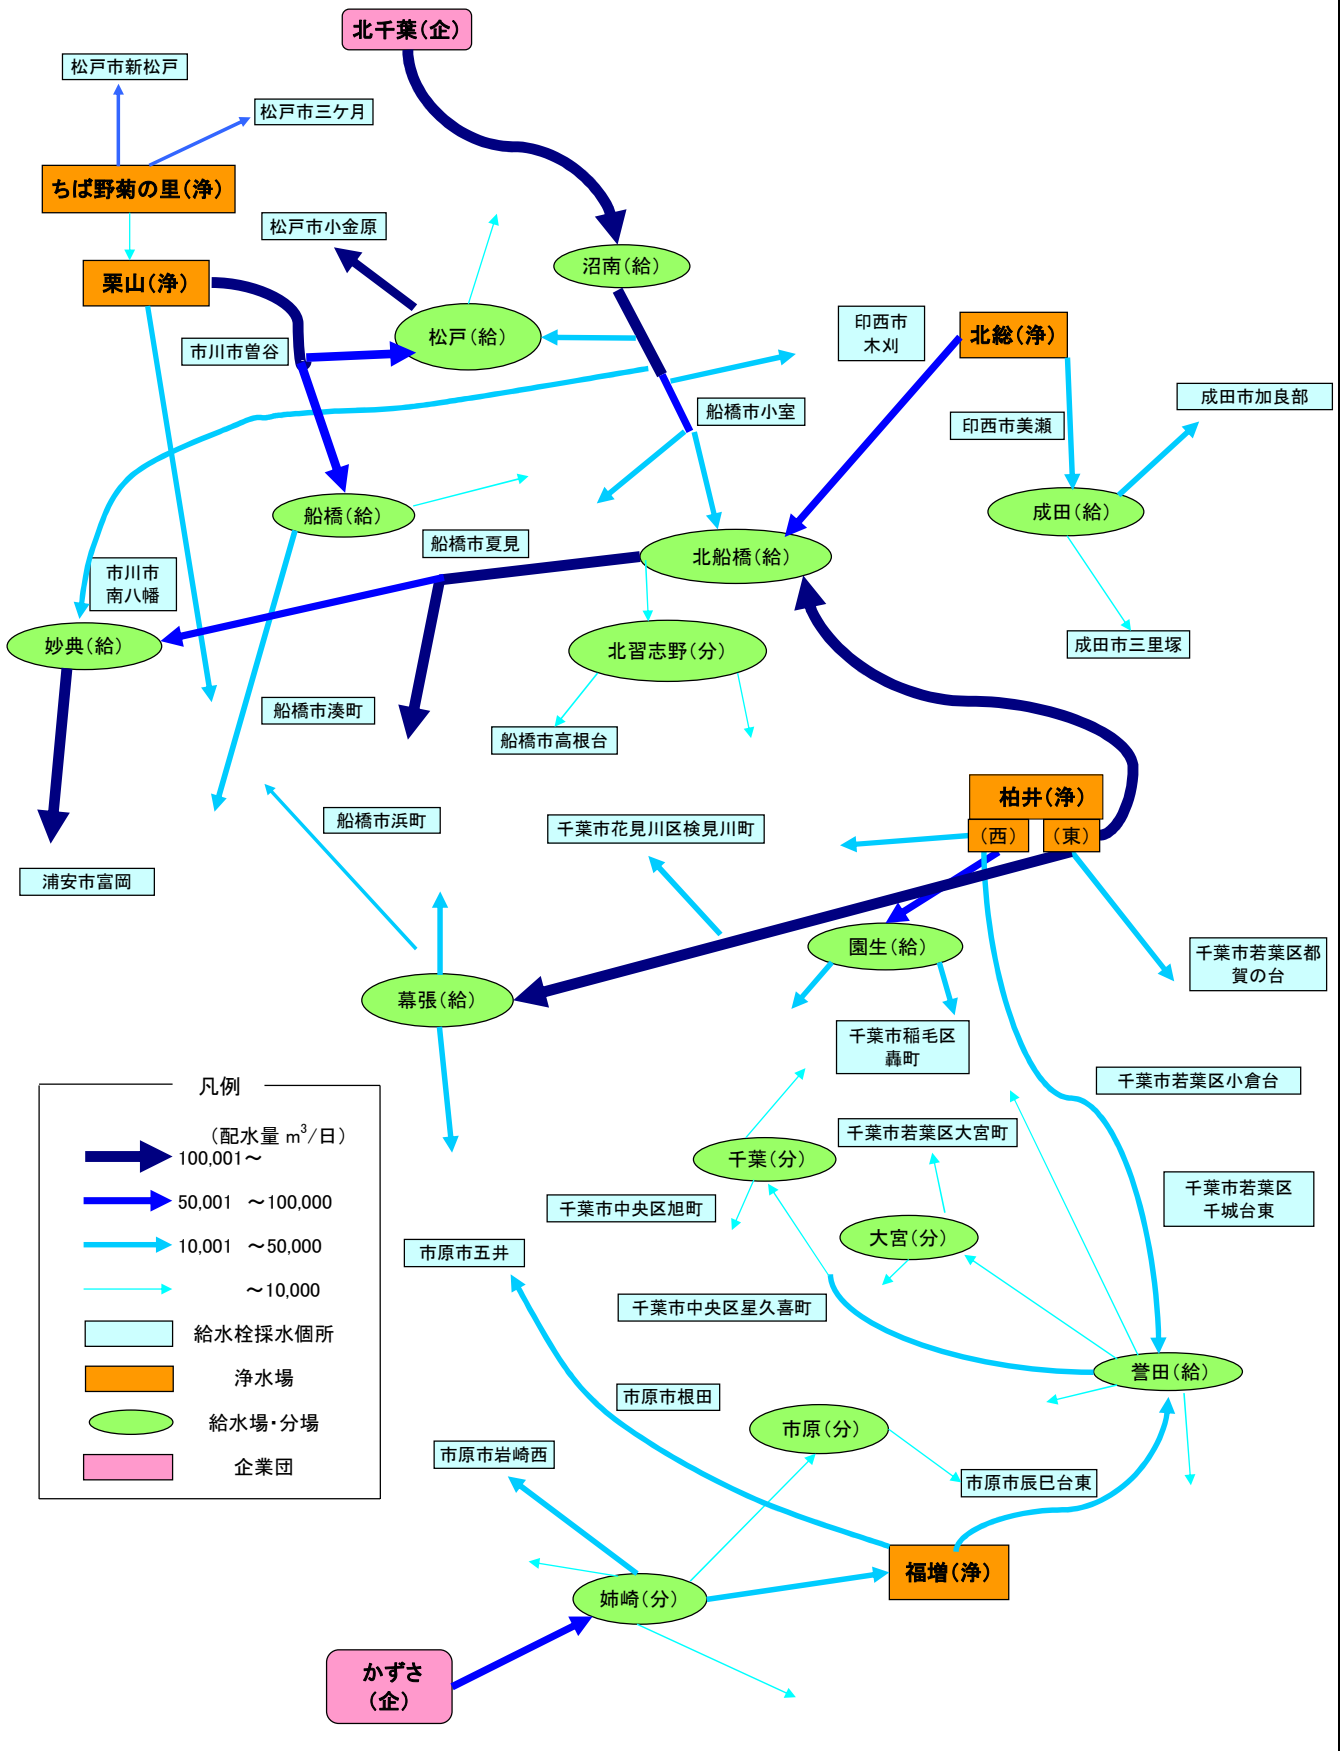 北千葉(企)
松戸市新松戸
松戸市三ケ月
ちば野菊の里(浄)
松戸市小金原
沼南(給)
栗山(浄)
松戸(給)
市川市曽谷
印西市
木刈
北総(浄)
成田市加良部
船橋市小室
印西市美瀬
船橋(給)
成田(給)
船橋市夏見
北船橋(給)
市川市
南八幡
妙典(給)
北習志野(分)
成田市三里塚
船橋市湊町
船橋市高根台
柏井(浄)
(西)
(東)
船橋市浜町
千葉市花見川区検見川町
浦安市富岡
園生(給)
千葉市若葉区都
賀の台
幕張(給)
千葉市稲毛区
轟町
千葉市若葉区小倉台
凡例
(配水量 m³/日)
100,001～
50,001 ～100,000
10,001 ～50,000
～10,000
給水栓採水個所
浄水場
給水場・分場
企業団
千葉市若葉区大宮町
千葉(分)
千葉市若葉区
千城台東
千葉市中央区旭町
大宮(分)
市原市五井
千葉市中央区星久喜町
誉田(給)
市原市根田
市原(分)
市原市岩崎西
市原市辰巳台東
福増(浄)
姉崎(分)
かずさ
(企)